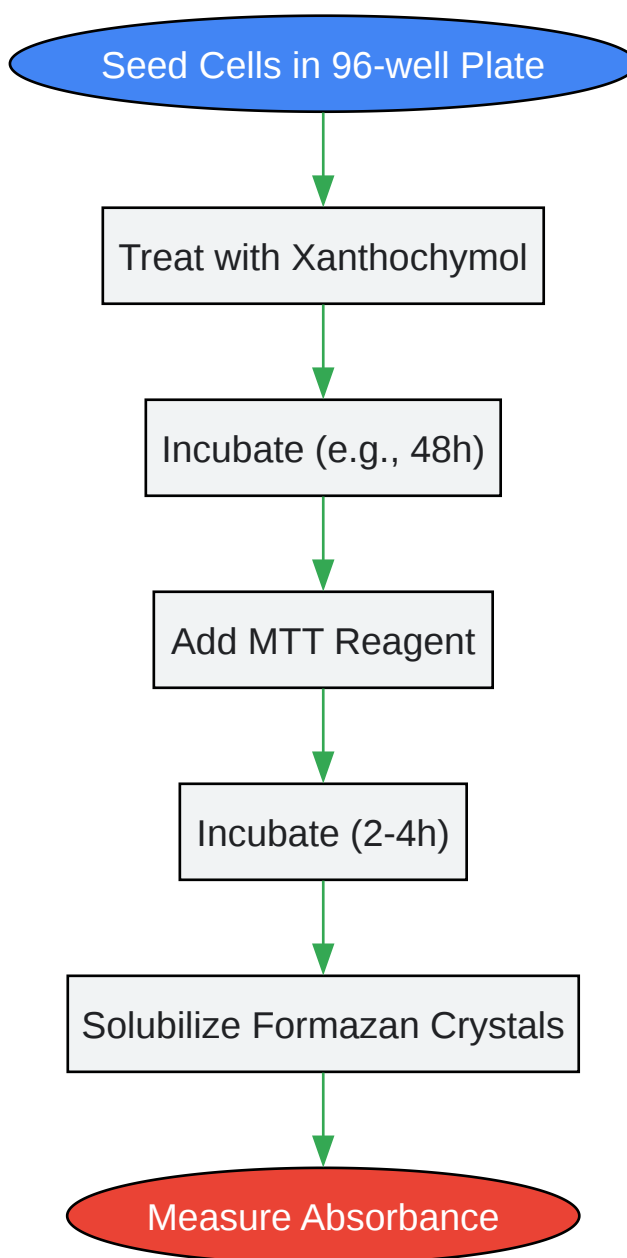 Seed Cells in 96-well Plate
Treat with Xanthochymol
Incubate (e.g., 48h)
Add MTT Reagent
Incubate (2-4h)
Solubilize Formazan Crystals
Measure Absorbance